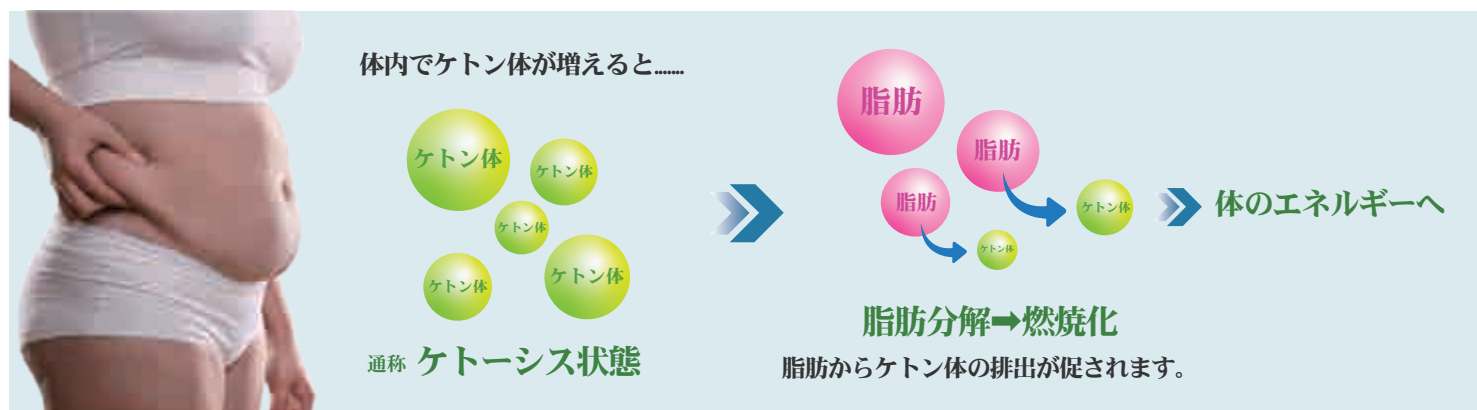 体内でケトン体が増えると......
ケトン体
ケトン体
ケトン体
ケトン体
ケトン体
通称 ケトーシス状態
脂肪
脂肪
脂肪
ケトン体
ケトン体
体のエネルギーへ
脂肪分解➡燃焼化
脂肪からケトン体の排出が促されます。